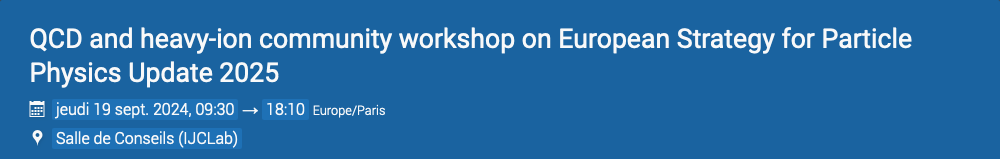 QCD and heavy-ion community workshop on European Strategy for Particle
Physics Update 2025
jeudi 19 sept. 2024, 09:30 → 18:10 Europe/Paris
Salle de Conseils (IJCLab)